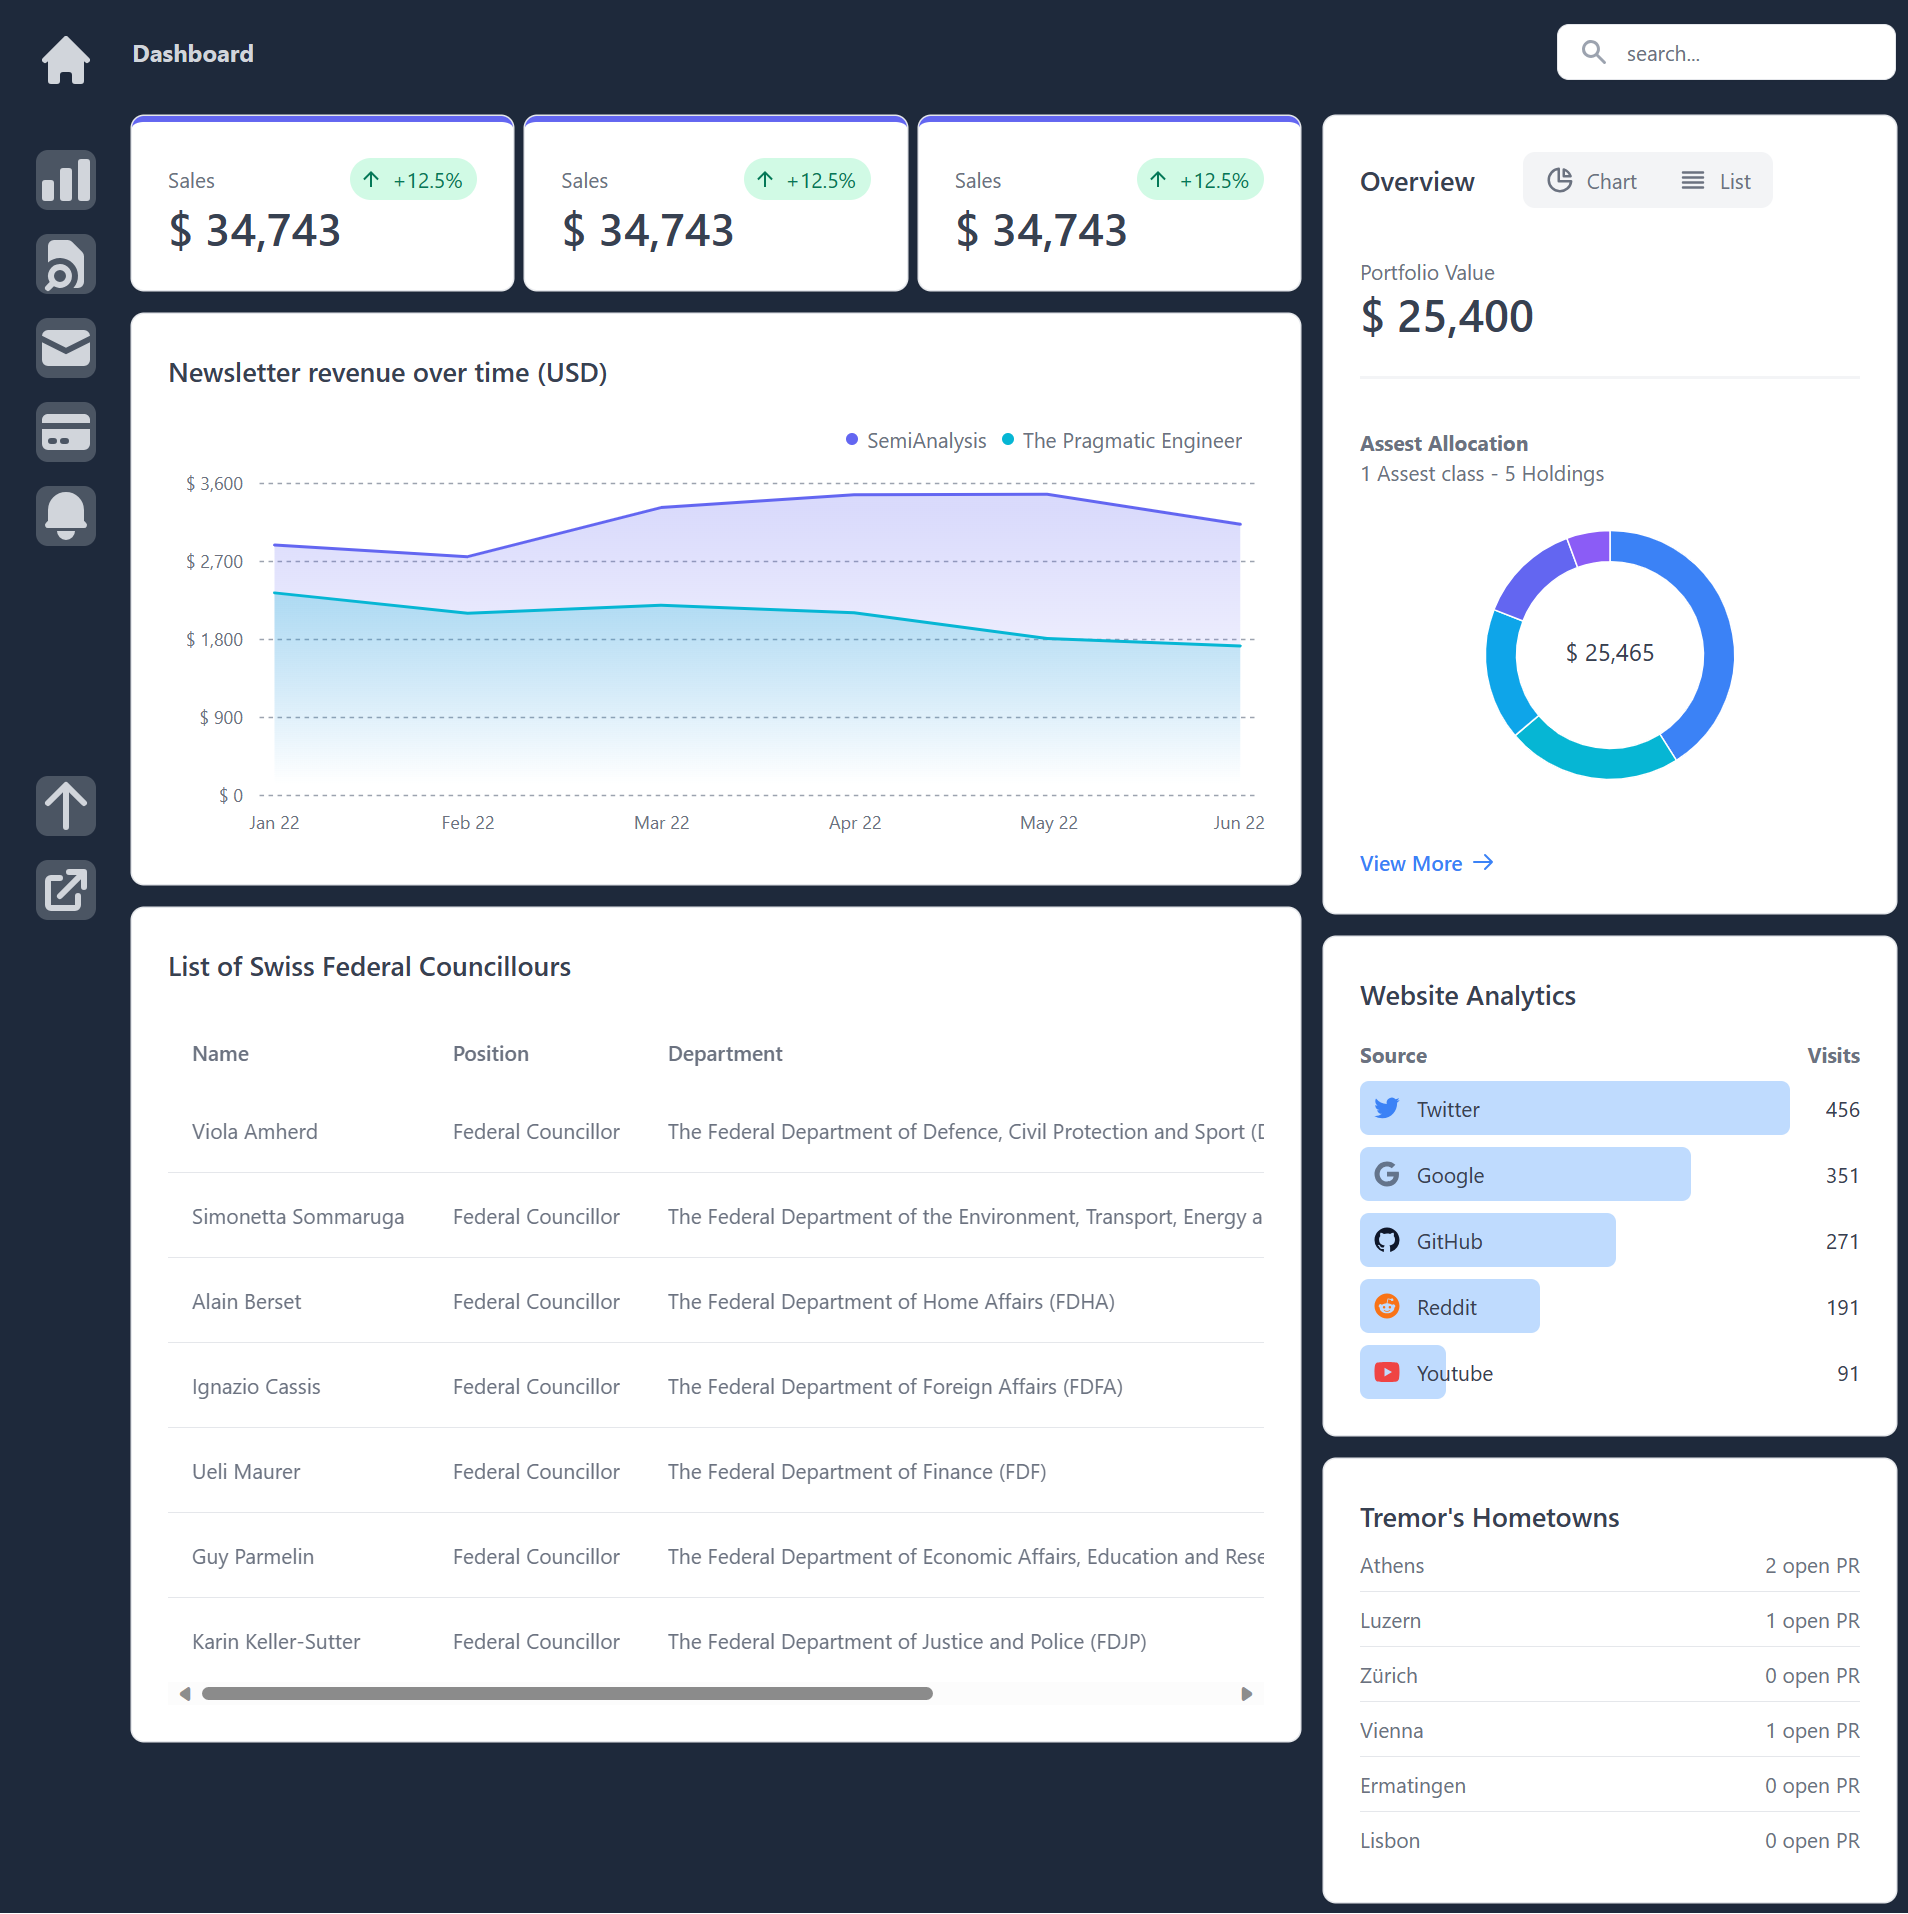 Dashboard
search...
Sales
+12.5%
$ 34,743
Sales
+12.5%
$ 34,743
Sales
+12.5%
$ 34,743
Newsletter revenue over time (USD)
SemiAnalysis The Pragmatic Engineer
$ 3,600
$ 2,700
$ 1,800
$ 900
$ 0
Jan 22 Feb 22 Mar 22 Apr 22 May 22 Jun 22
List of Swiss Federal Councillours
Name Position Department
Viola Amherd Federal Councillor The Federal Department of Defence, Civil Protection and Sport (D
Simonetta Sommaruga Federal Councillor The Federal Department of the Environment, Transport, Energy a
Alain Berset Federal Councillor The Federal Department of Home Affairs (FDHA)
Ignazio Cassis Federal Councillor The Federal Department of Foreign Affairs (FDFA)
Ueli Maurer Federal Councillor The Federal Department of Finance (FDF)
Guy Parmelin Federal Councillor The Federal Department of Economic Affairs, Education and Rese
Karin Keller-Sutter Federal Councillor The Federal Department of Justice and Police (FDJP)
Overview Chart List
Portfolio Value
$ 25,400
Assest Allocation
1 Assest class - 5 Holdings
$ 25,465
View More
Website Analytics
Source Visits
Twitter 456
Google 351
GitHub 271
Reddit 191
Youtube 91
Tremor's Hometowns
Athens 2 open PR
Luzern 1 open PR
Zürich 0 open PR
Vienna 1 open PR
Ermatingen 0 open PR
Lisbon 0 open PR